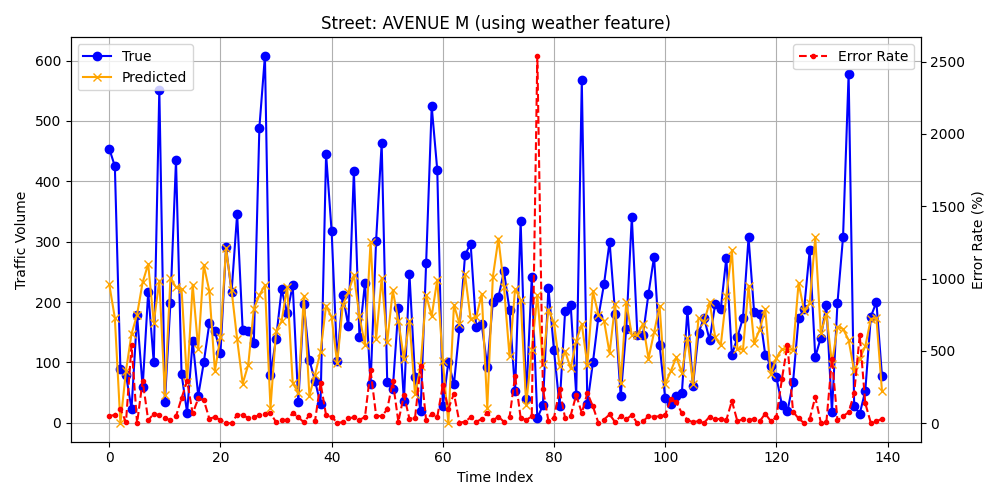 Street: AVENUE M (using weather feature)
True
Predicted
Error Rate
Traffic Volume
600
500
400
300
200
100
0
2500
2000
1500
1000
500
0
Error Rate (%)
0 20 40 60 80 100 120 140
Time Index